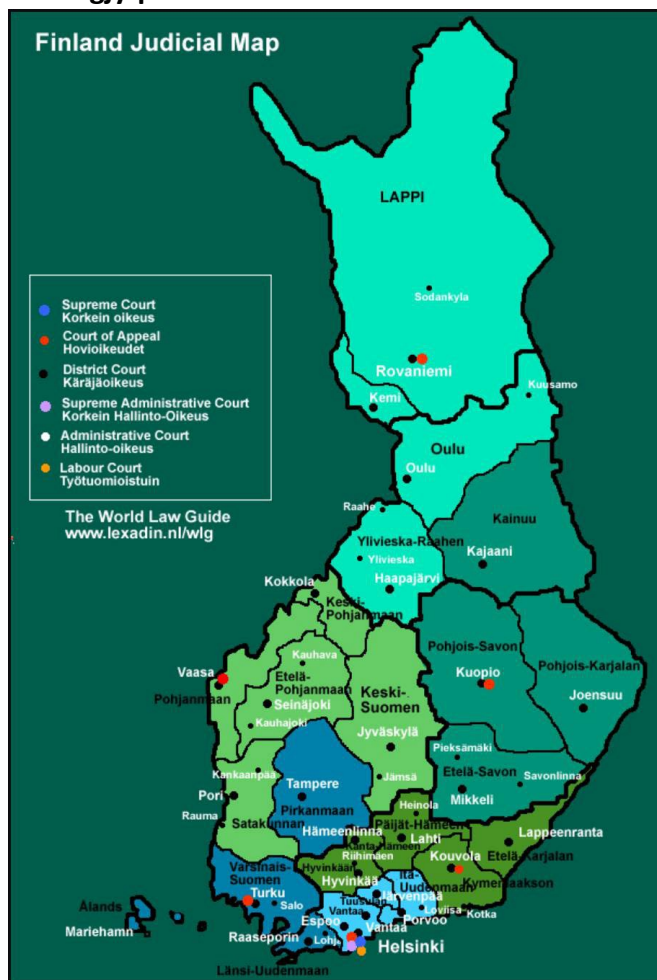 Finland Judicial Map
LAPPI
Sodankyla
Supreme Court
Korkein oikeus
Court of Appeal
Hovioikeudet
District Court
Käräjäoikeus
Supreme Administrative Court
Korkein Hallinto-Oikeus
Administrative Court
Hallinto-oikeus
Labour Court
Työtuomioistuin
The World Law Guide
www.lexadin.nl/wlg
Rovaniemi
Kemi
Kuusamo
Oulu
Oulu
Raahe
Kainuu
Ylivieska-Raahen
Ylivieska
Kajaani
Haapajärvi
Kokkola
Keski-
Pohjanmaan
Pohjois-Savon
Pohjois-Karjalan
Kauhava
Vaasa
Etelä-
Pohjanmaan
Pohjanmaan
Kuopio
Keski-
Suomen
Seinäjoki
Joensuu
Kauhajoki
Jyväskylä
Pieksämäki
Kankaanpää
Jämsä
Etelä-Savon
Savonlinna
Tampere
Pori
Mikkeli
Pirkanmaan
Heinola
Rauma
Satakunnan
Päijät-Hämeen
Hämeenlinna
Lahti
Lappeenranta
Kanta-Hämeen
Riihimäen
Kouvola
Etelä-Karjalan
Varsinais-
Suomen
Hyvinkään
Hyvinkää
Itä-
Uudenmaan
Kymenlaakson
Turku
Salo
Tuusulan
Järvenpää
Ålands
Vantaa
Loviisa
Kotka
Espoo
Porvoo
Mariehamn
Raaseporin
Lohja
Vantaa
Helsinki
Länsi-Uudenmaan